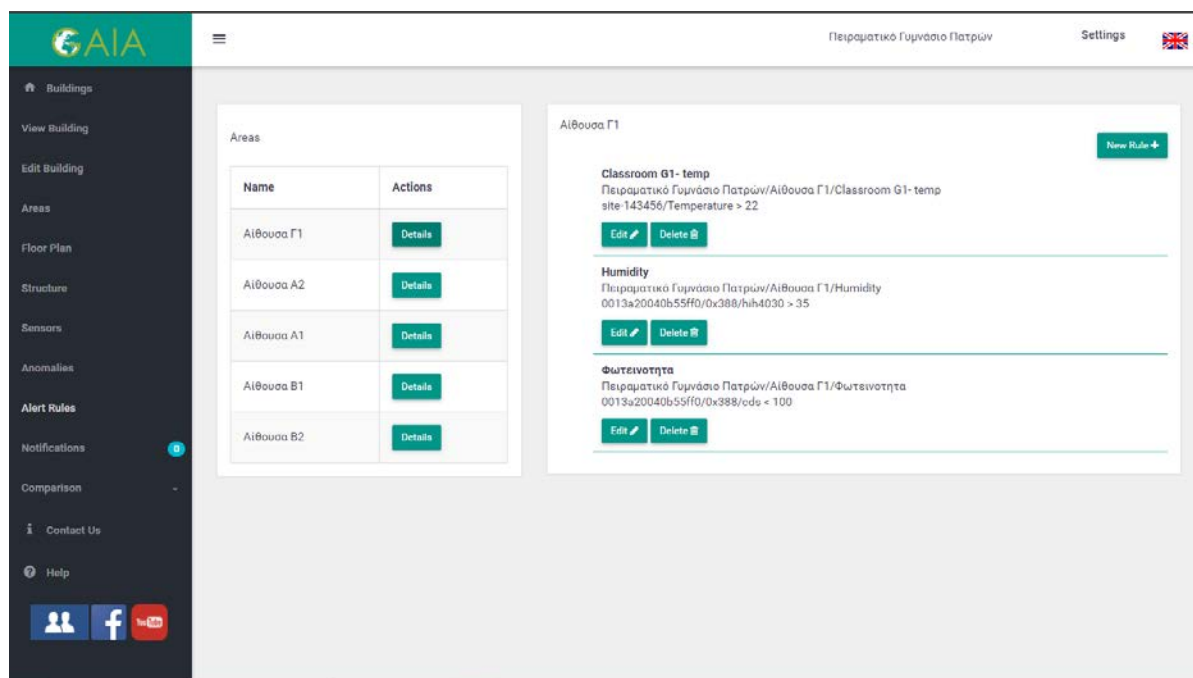 GAIA
Πειραματικό Γυμνάσιο Πατρών
Settings
Buildings
View Building
Edit Building
Areas
Floor Plan
Structure
Sensors
Anomalies
Alert Rules
Notifications 0
Comparison
i Contact Us
? Help
f
YouTube
Areas
Name Actions
Αίθουσα Γ1 Details
Αίθουσα Α2 Details
Αίθουσα Α1 Details
Αίθουσα Β1 Details
Αίθουσα Β2 Details
Αίθουσα Γ1
New Rule +
Classroom G1- temp
Πειραματικό Γυμνάσιο Πατρών/Αίθουσα Γ1/Classroom G1- temp
site-143456/Temperature > 22
Edit Delete
Humidity
Πειραματικό Γυμνάσιο Πατρών/Αίθουσα Γ1/Humidity
0013a20040b55ff0/0x388/hih4030 > 35
Edit Delete
Φωτεινοτητα
Πειραματικό Γυμνάσιο Πατρών/Αίθουσα Γ1/Φωτεινοτητα
0013a20040b55ff0/0x388/cds < 100
Edit Delete